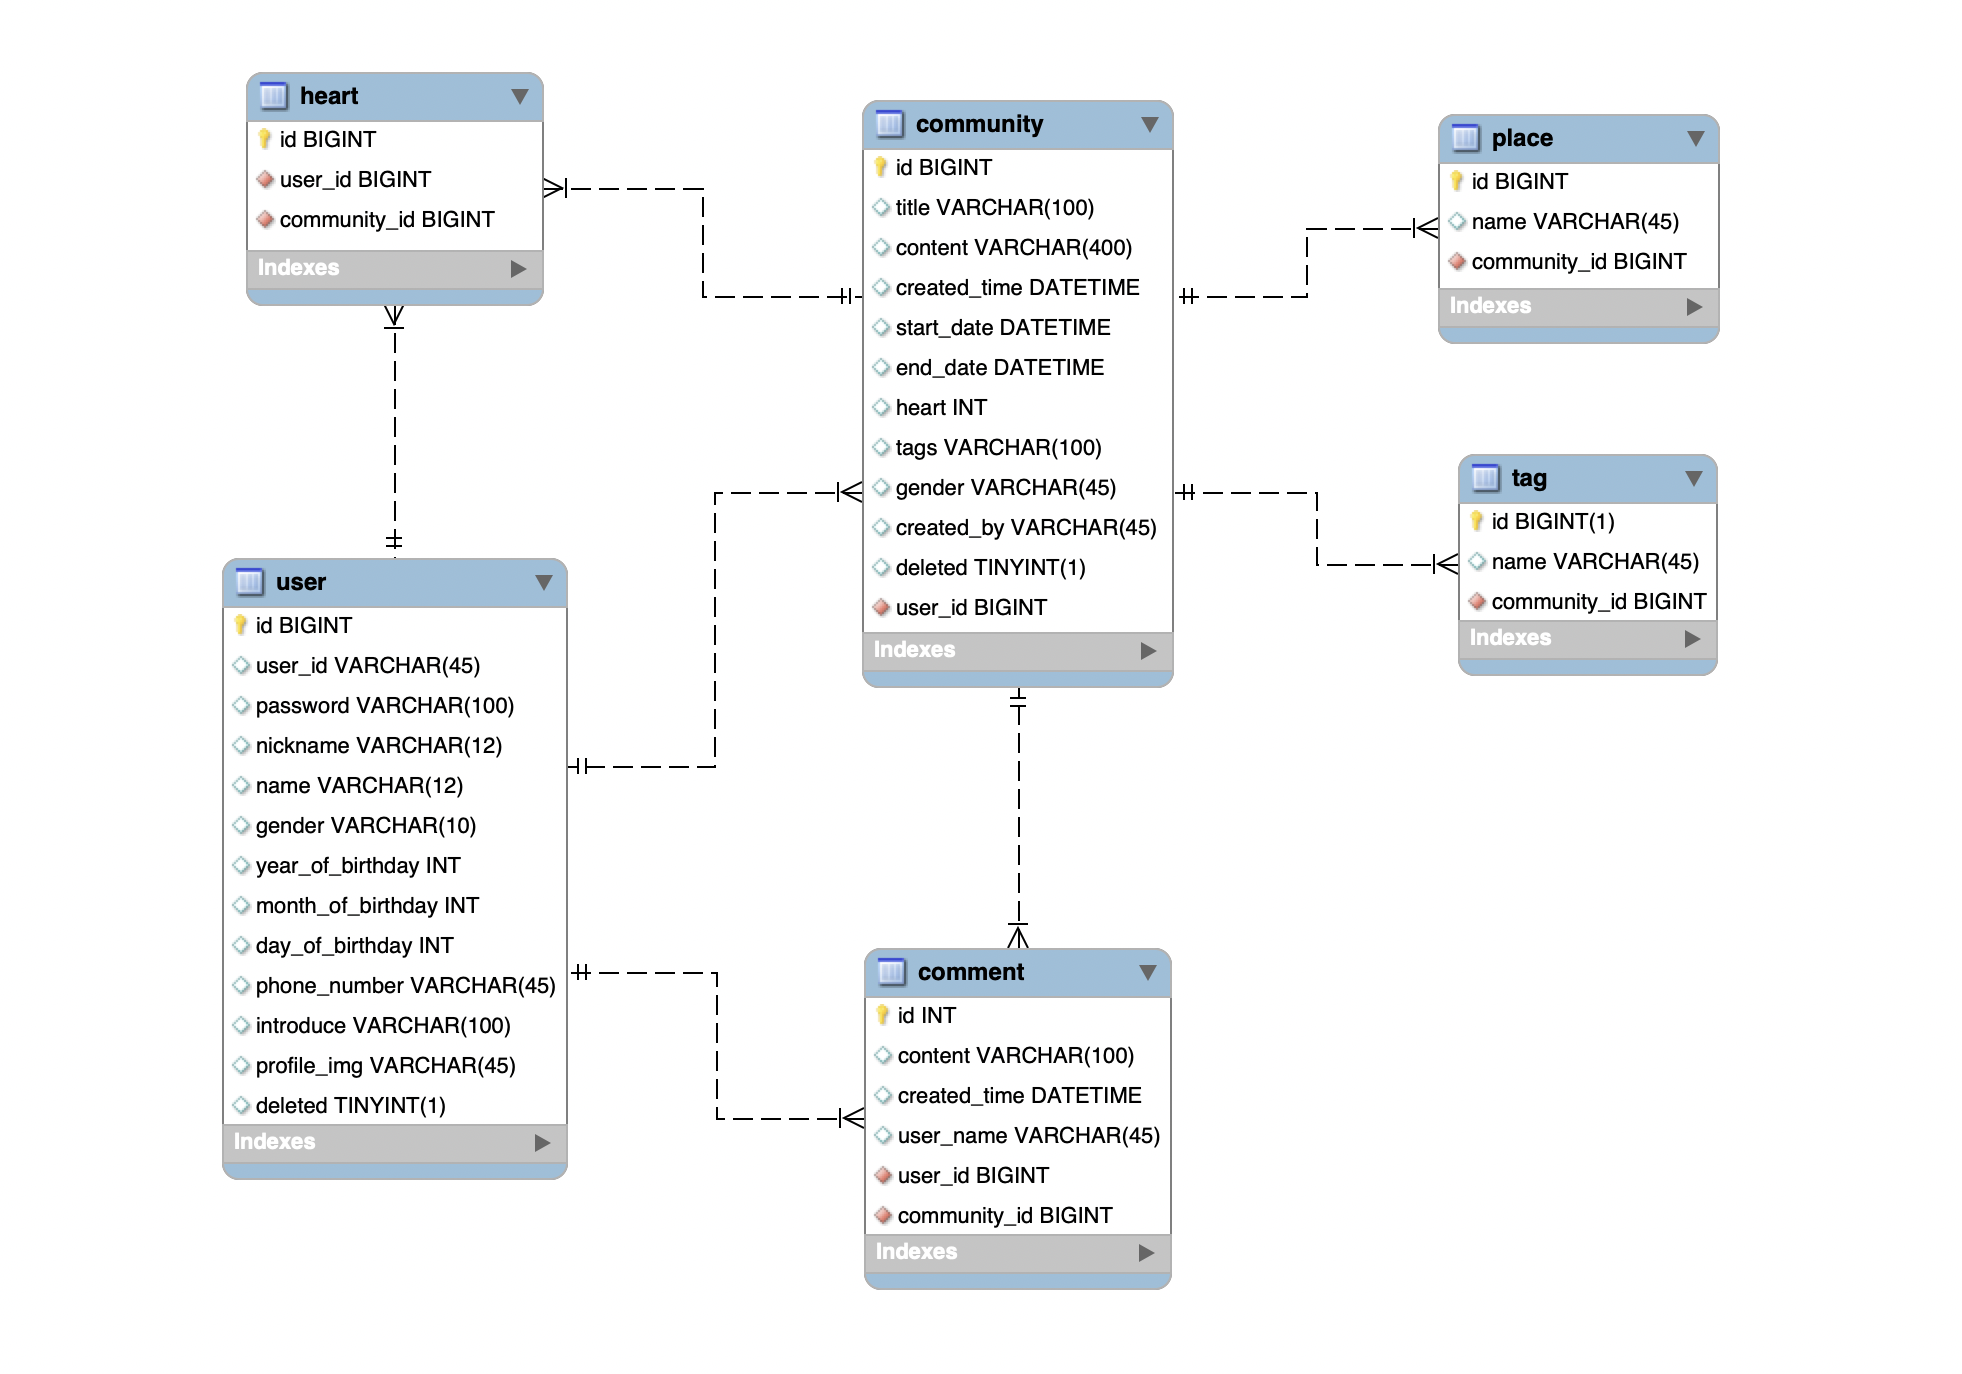 heart
id BIGINT
user_id BIGINT
community_id BIGINT
Indexes
community
id BIGINT
title VARCHAR(100)
content VARCHAR(400)
created_time DATETIME
start_date DATETIME
end_date DATETIME
heart INT
tags VARCHAR(100)
gender VARCHAR(45)
created_by VARCHAR(45)
deleted TINYINT(1)
user_id BIGINT
Indexes
place
id BIGINT
name VARCHAR(45)
community_id BIGINT
Indexes
tag
id BIGINT(1)
name VARCHAR(45)
community_id BIGINT
Indexes
user
id BIGINT
user_id VARCHAR(45)
password VARCHAR(100)
nickname VARCHAR(12)
name VARCHAR(12)
gender VARCHAR(10)
year_of_birthday INT
month_of_birthday INT
day_of_birthday INT
phone_number VARCHAR(45)
introduce VARCHAR(100)
profile_img VARCHAR(45)
deleted TINYINT(1)
Indexes
comment
id INT
content VARCHAR(100)
created_time DATETIME
user_name VARCHAR(45)
user_id BIGINT
community_id BIGINT
Indexes